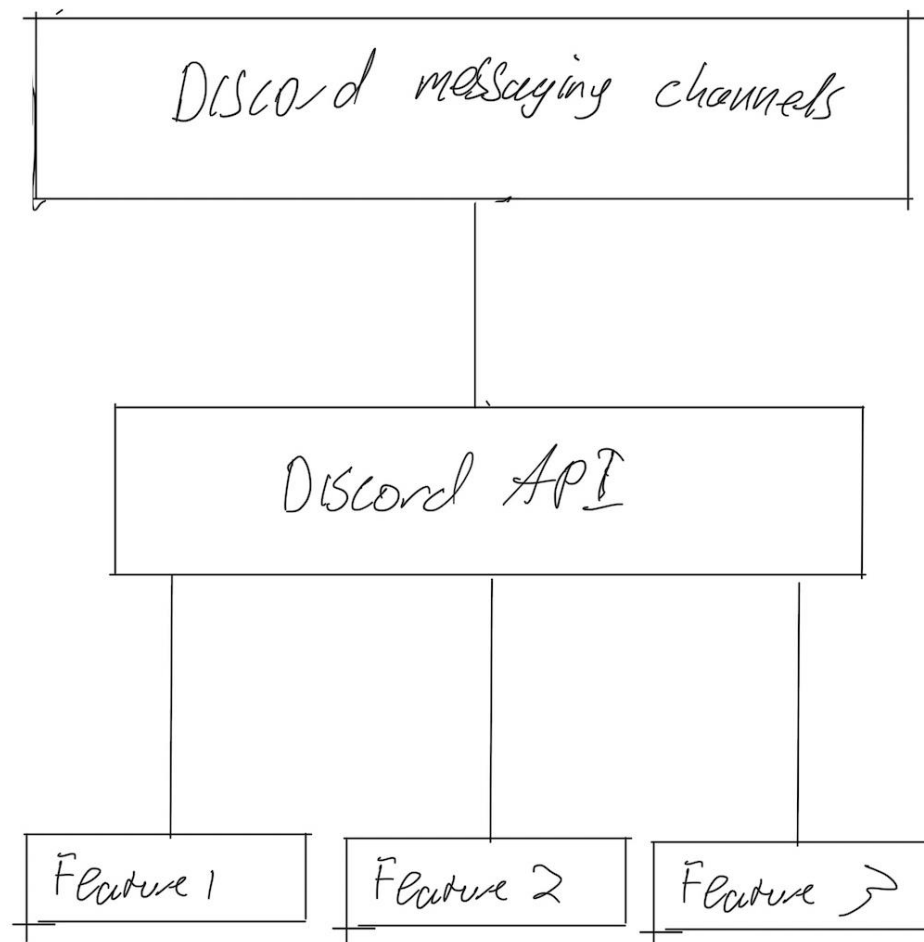 Discord messaging channels
Discord API
Feature 1
Feature 2
Feature 3